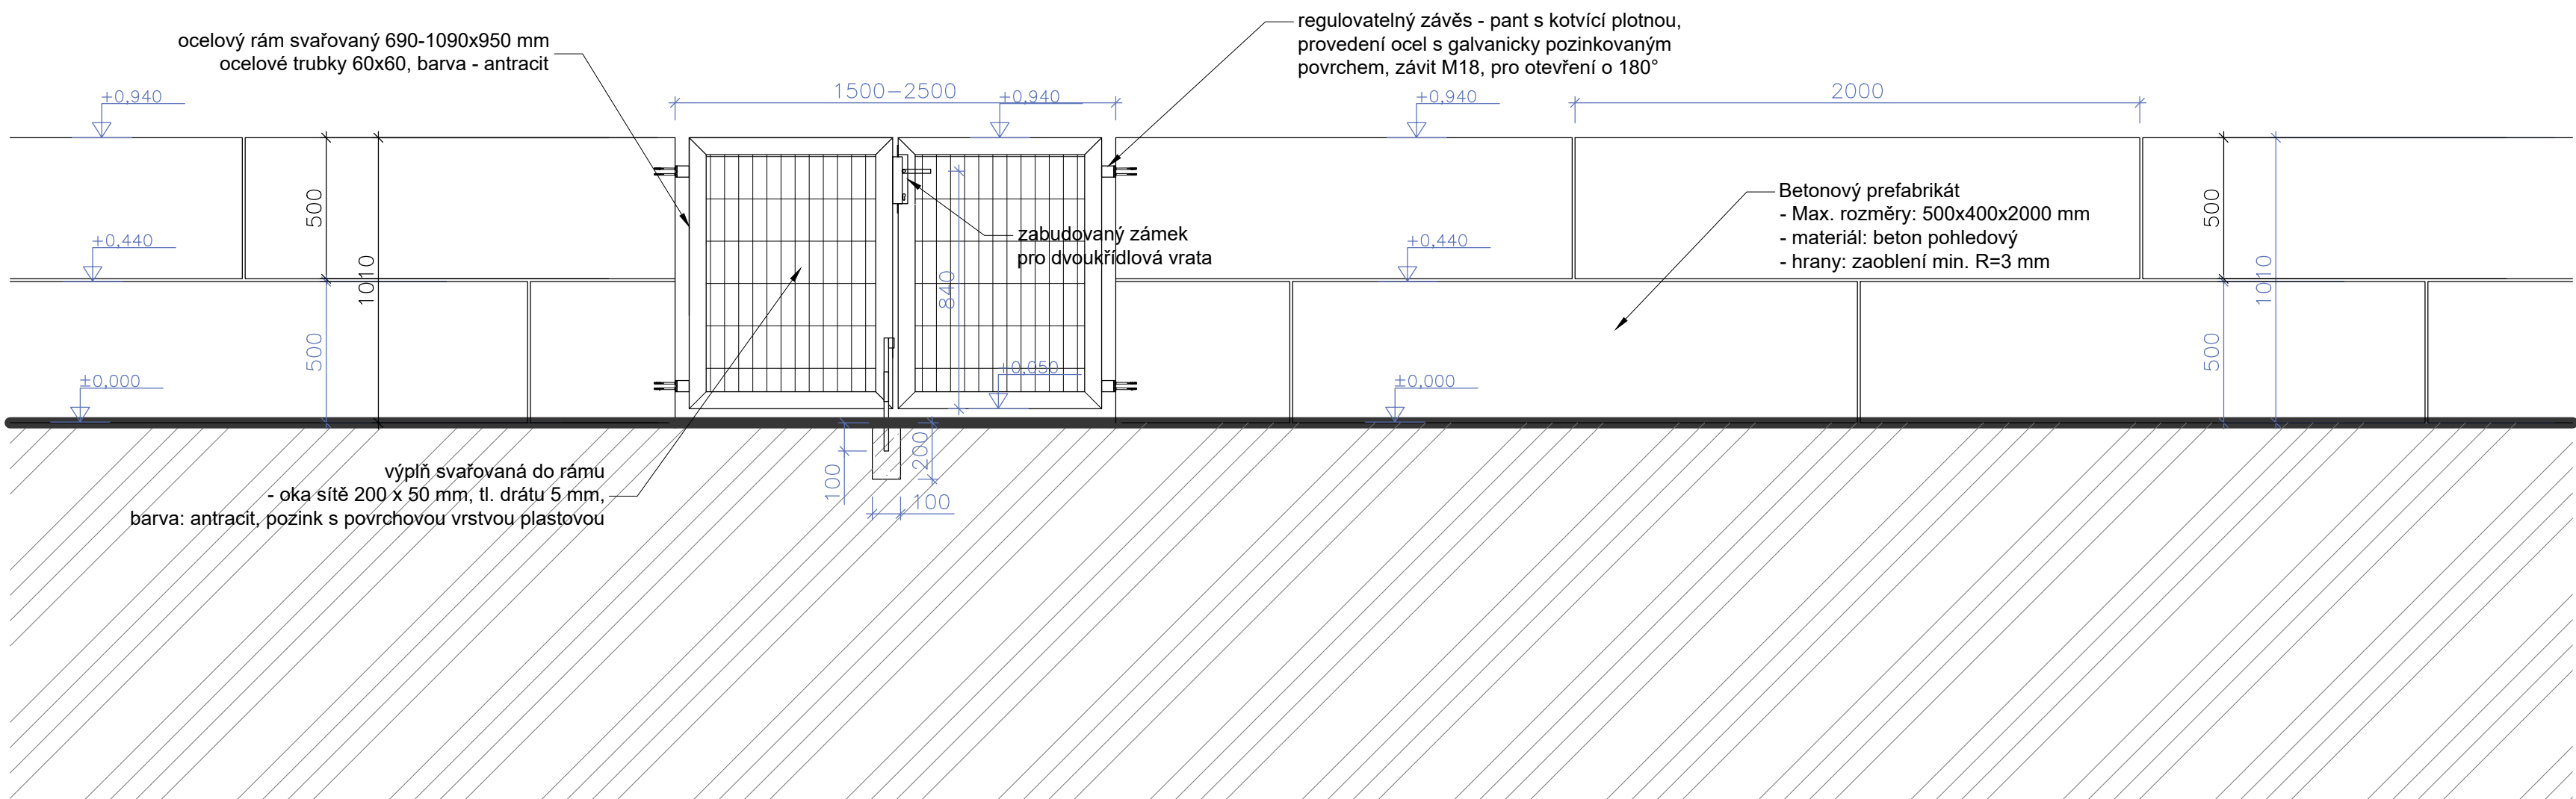 ocelový rám svařovaný 690-1090x950 mm
ocelové trubky 60x60, barva - antracit
regulovatelný závěs - pant s kotvící plotnou,
provedení ocel s galvanicky pozinkovaným
povrchem, závit M18, pro otevření o 180°
+0,940
1500-2500
+0,940
+0,940
2000
500
1010
500
1010
Betonový prefabrikát
- Max. rozměry: 500x400x2000 mm
- materiál: beton pohledový
- hrany: zaoblení min. R=3 mm
+0,440
zabudovaný zámek
pro dvoukřídlová vrata
+0,440
840
500
500
±0,000
+0,050
±0,000
výplň svařovaná do rámu
- oka sítě 200 x 50 mm, tl. drátu 5 mm,
barva: antracit, pozink s povrchovou vrstvou plastovou
100
200
100